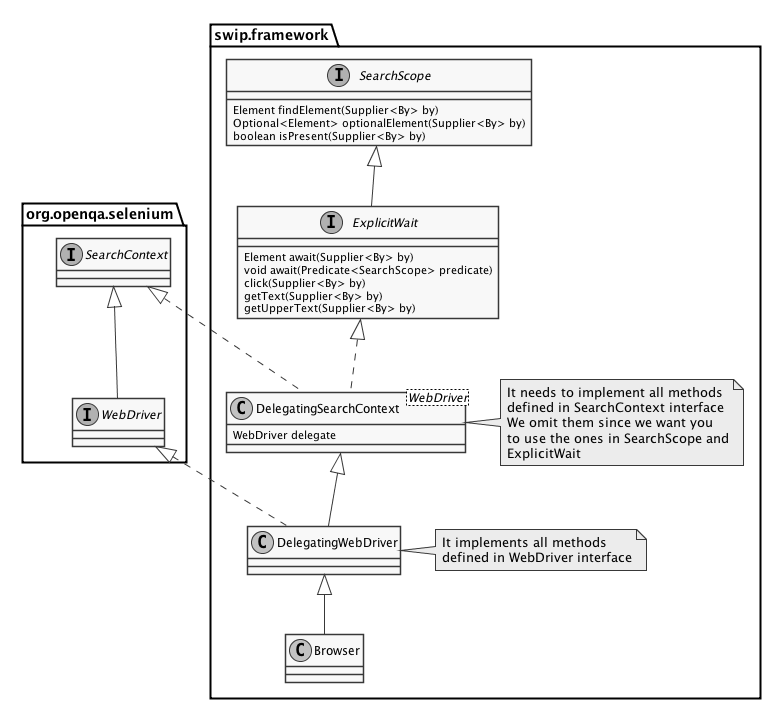 swip.framework
I SearchScope
Element findElement(Supplier<By> by)
Optional<Element> optionalElement(Supplier<By> by)
boolean isPresent(Supplier<By> by)
org.openqa.selenium
I SearchContext
I ExplicitWait
Element await(Supplier<By> by)
void await(Predicate<SearchScope> predicate)
click(Supplier<By> by)
getText(Supplier<By> by)
getUpperText(Supplier<By> by)
I WebDriver
C DelegatingSearchContext WebDriver
WebDriver delegate
It needs to implement all methods
defined in SearchContext interface
We omit them since we want you
to use the ones in SearchScope and
ExplicitWait
C DelegatingWebDriver
It implements all methods
defined in WebDriver interface
C Browser